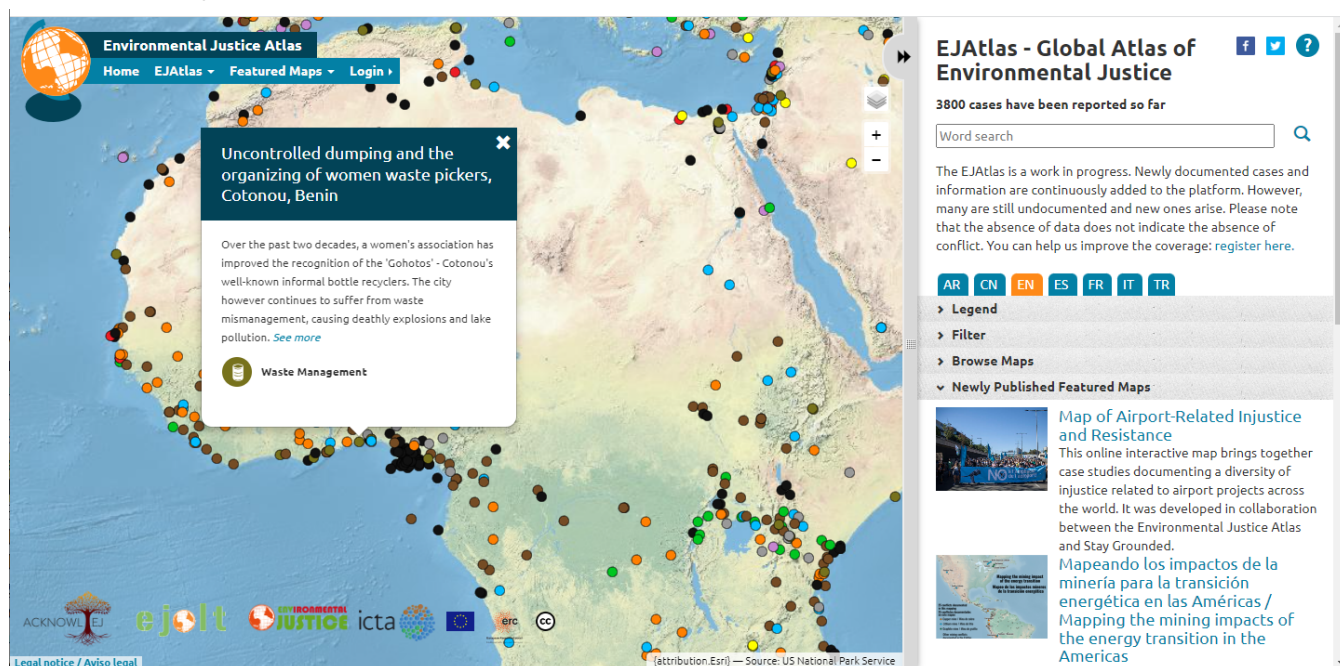 Environmental Justice Atlas
Home EJAtlas Featured Maps Login
Uncontrolled dumping and the
organizing of women waste pickers,
Cotonou, Benin
Over the past two decades, a women's association has
improved the recognition of the 'Gohotos' - Cotonou's
well-known informal bottle recyclers. The city
however continues to suffer from waste
mismanagement, causing deathly explosions and lake
pollution. See more
Waste Management
+
−
ACKNOWL EJ
ejolt
ENVIRONMENTAL
JUSTICE
icta
erc
cc
Legal notice / Aviso legal
{attribution.Esri} — Source: US National Park Service
EJAtlas - Global Atlas of
Environmental Justice
f
?
3800 cases have been reported so far
Word search
The EJAtlas is a work in progress. Newly documented cases and
information are continuously added to the platform. However,
many are still undocumented and new ones arise. Please note
that the absence of data does not indicate the absence of
conflict. You can help us improve the coverage: register here.
AR CN EN ES FR IT TR
Legend
Filter
Browse Maps
Newly Published Featured Maps
Map of Airport-Related Injustice
and Resistance
This online interactive map brings together
case studies documenting a diversity of
injustice related to airport projects across
the world. It was developed in collaboration
between the Environmental Justice Atlas
and Stay Grounded.
NO
Mapping the mining impact
of the energy transition
Mapeando los impactos de la
minería para la transición
energética en las Américas /
Mapping the mining impacts of
the energy transition in the
Americas